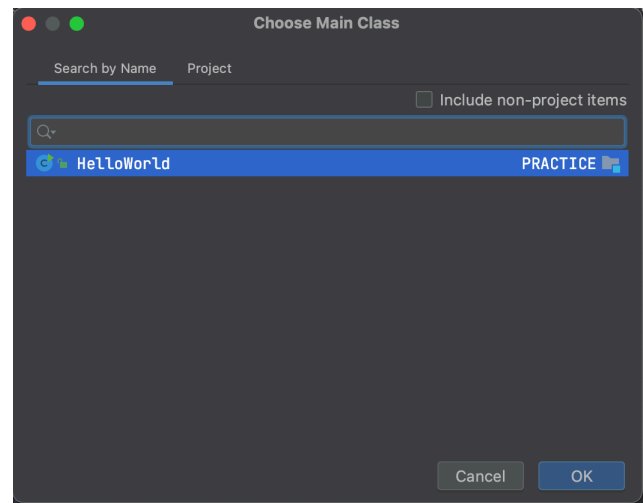 Choose Main Class
Search by Name Project
Include non-project items
HelloWorld PRACTICE
Cancel OK